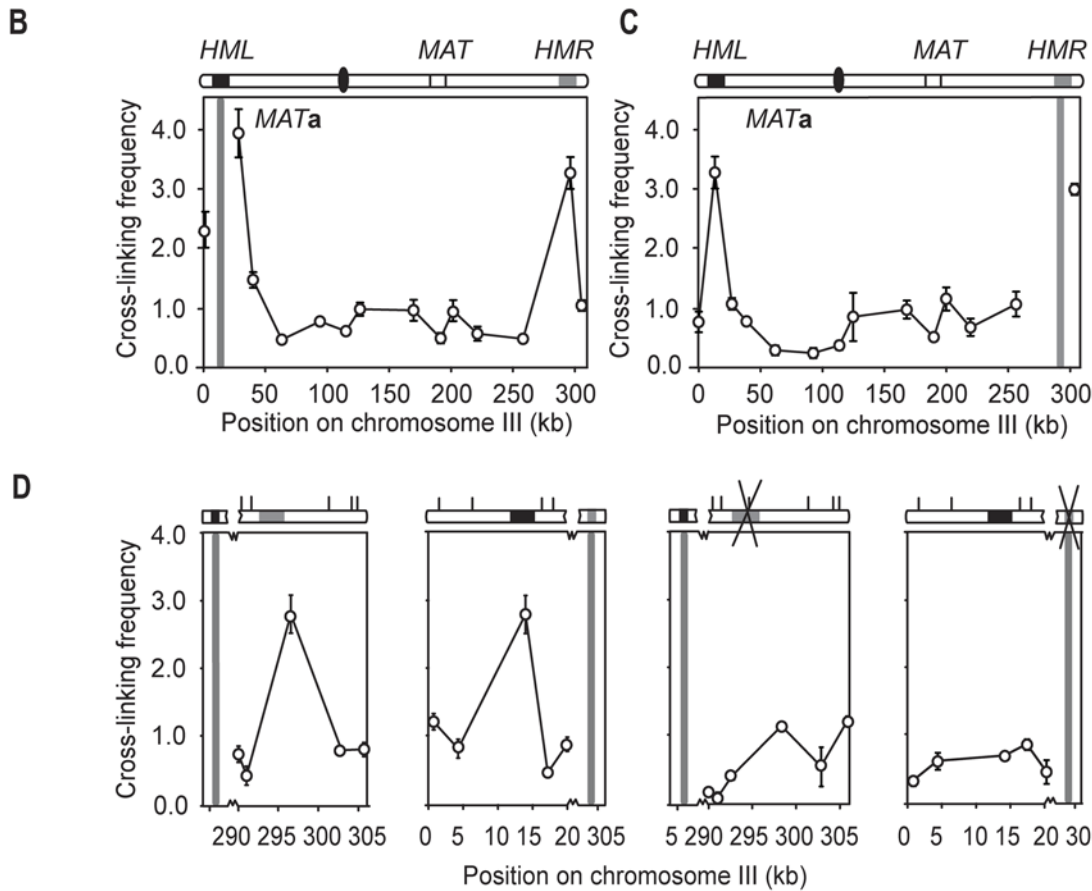 B
C
HML MAT HMR
HML MAT HMR
MATa
MATa
Cross-linking frequency
4.0
3.0
2.0
1.0
0.0
0 50 100 150 200 250 300
Position on chromosome III (kb)
Cross-linking frequency
4.0
3.0
2.0
1.0
0.0
0 50 100 150 200 250 300
Position on chromosome III (kb)
D
Cross-linking frequency
4.0
3.0
2.0
1.0
0.0
290 295 300 305
0 5 10 15 20 305
5 290 295 300 305
0 5 10 15 20 30
Position on chromosome III (kb)